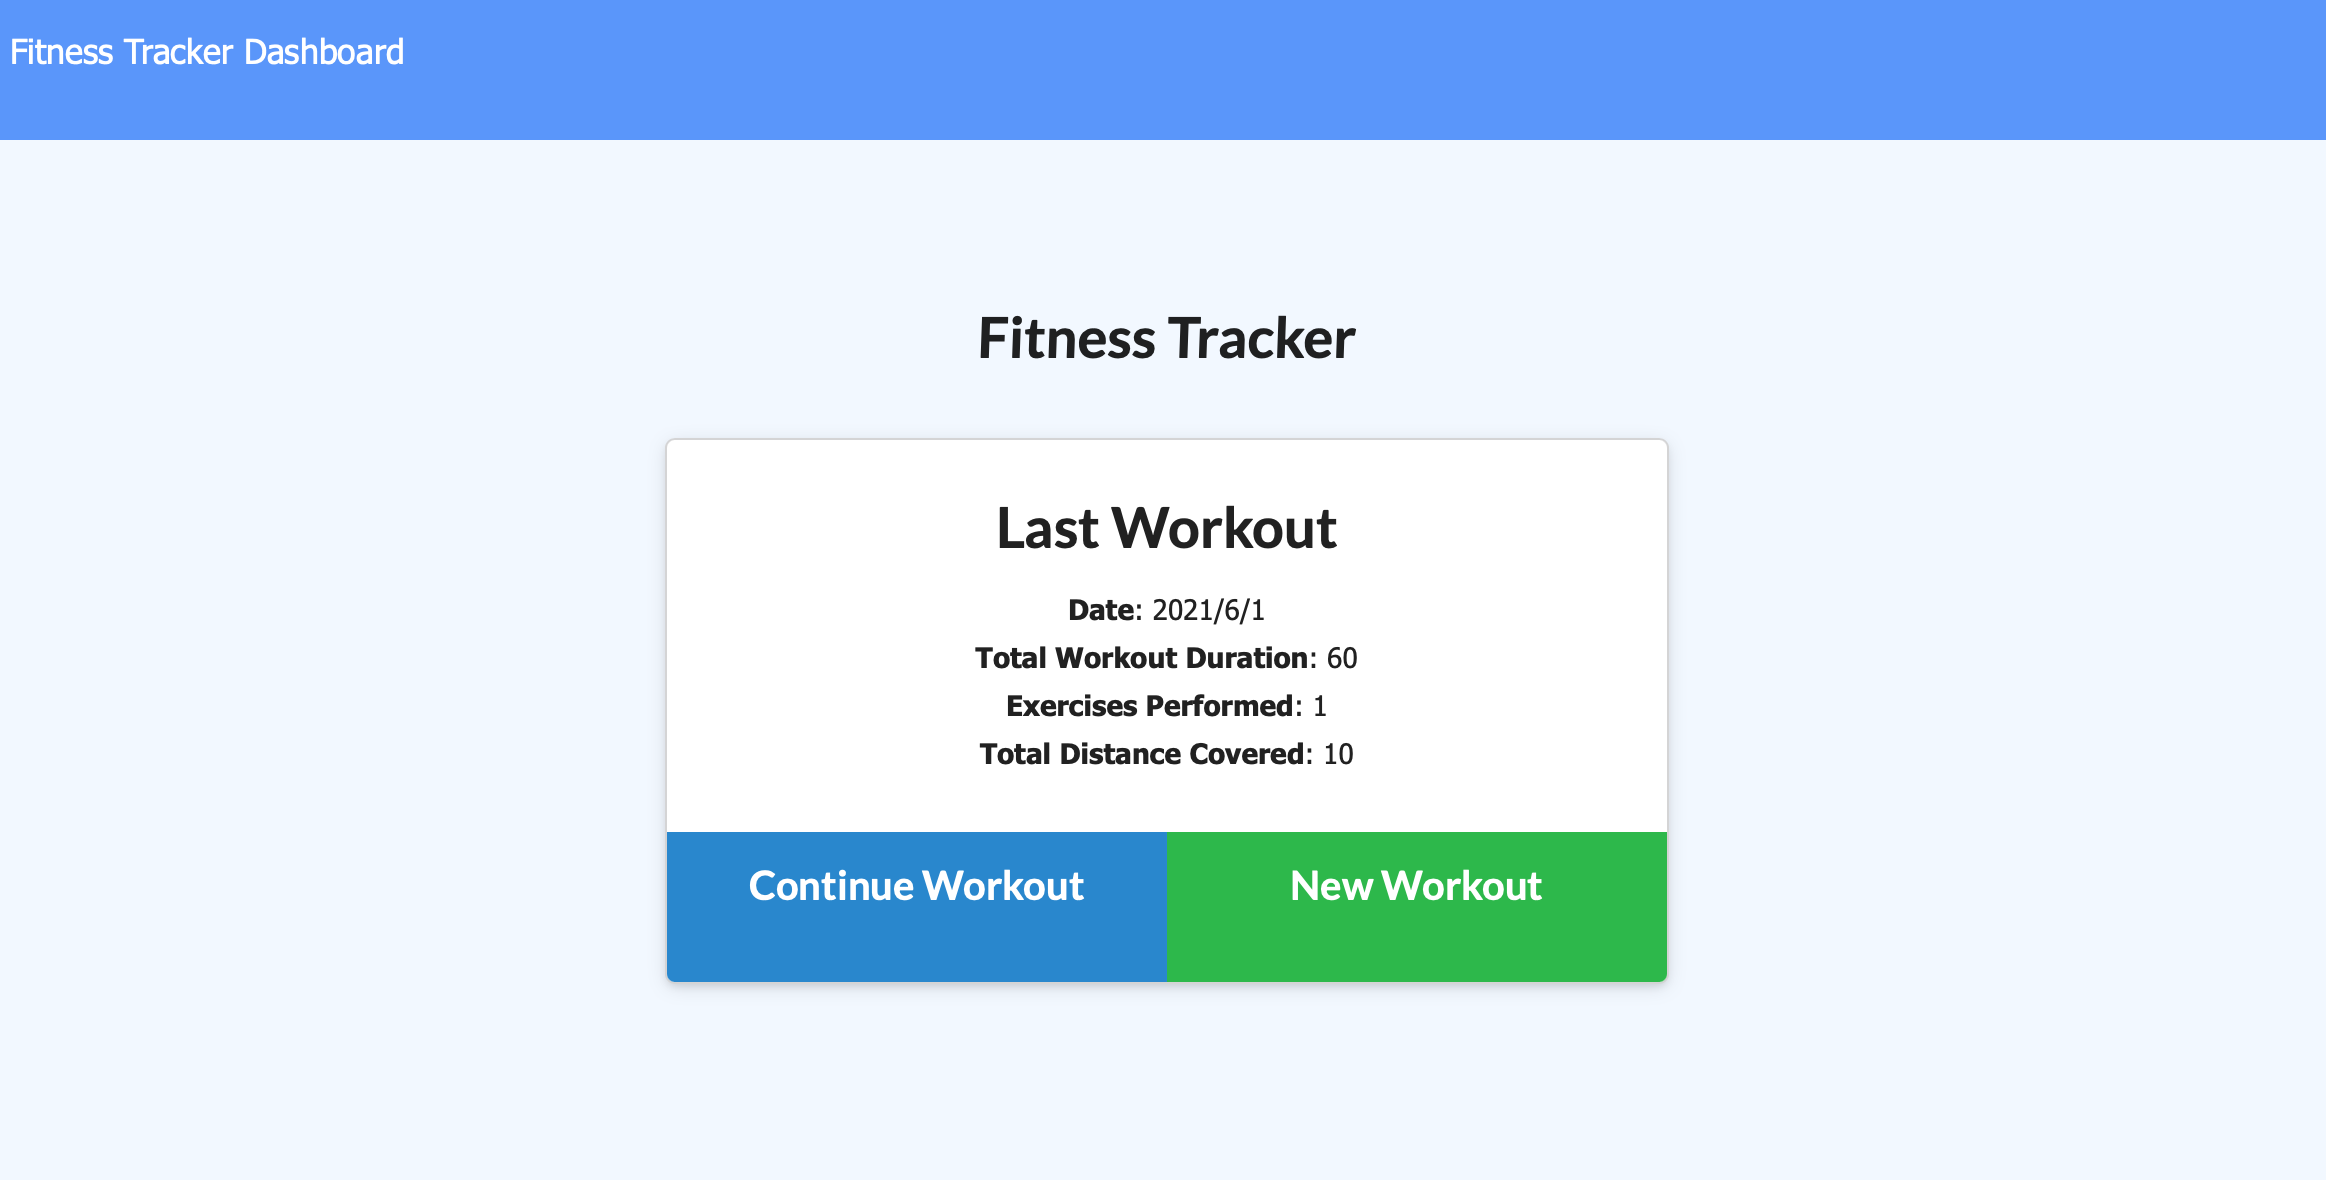 Fitness Tracker Dashboard
Fitness Tracker
Last Workout
Date: 2021/6/1
Total Workout Duration: 60
Exercises Performed: 1
Total Distance Covered: 10
Continue Workout
New Workout